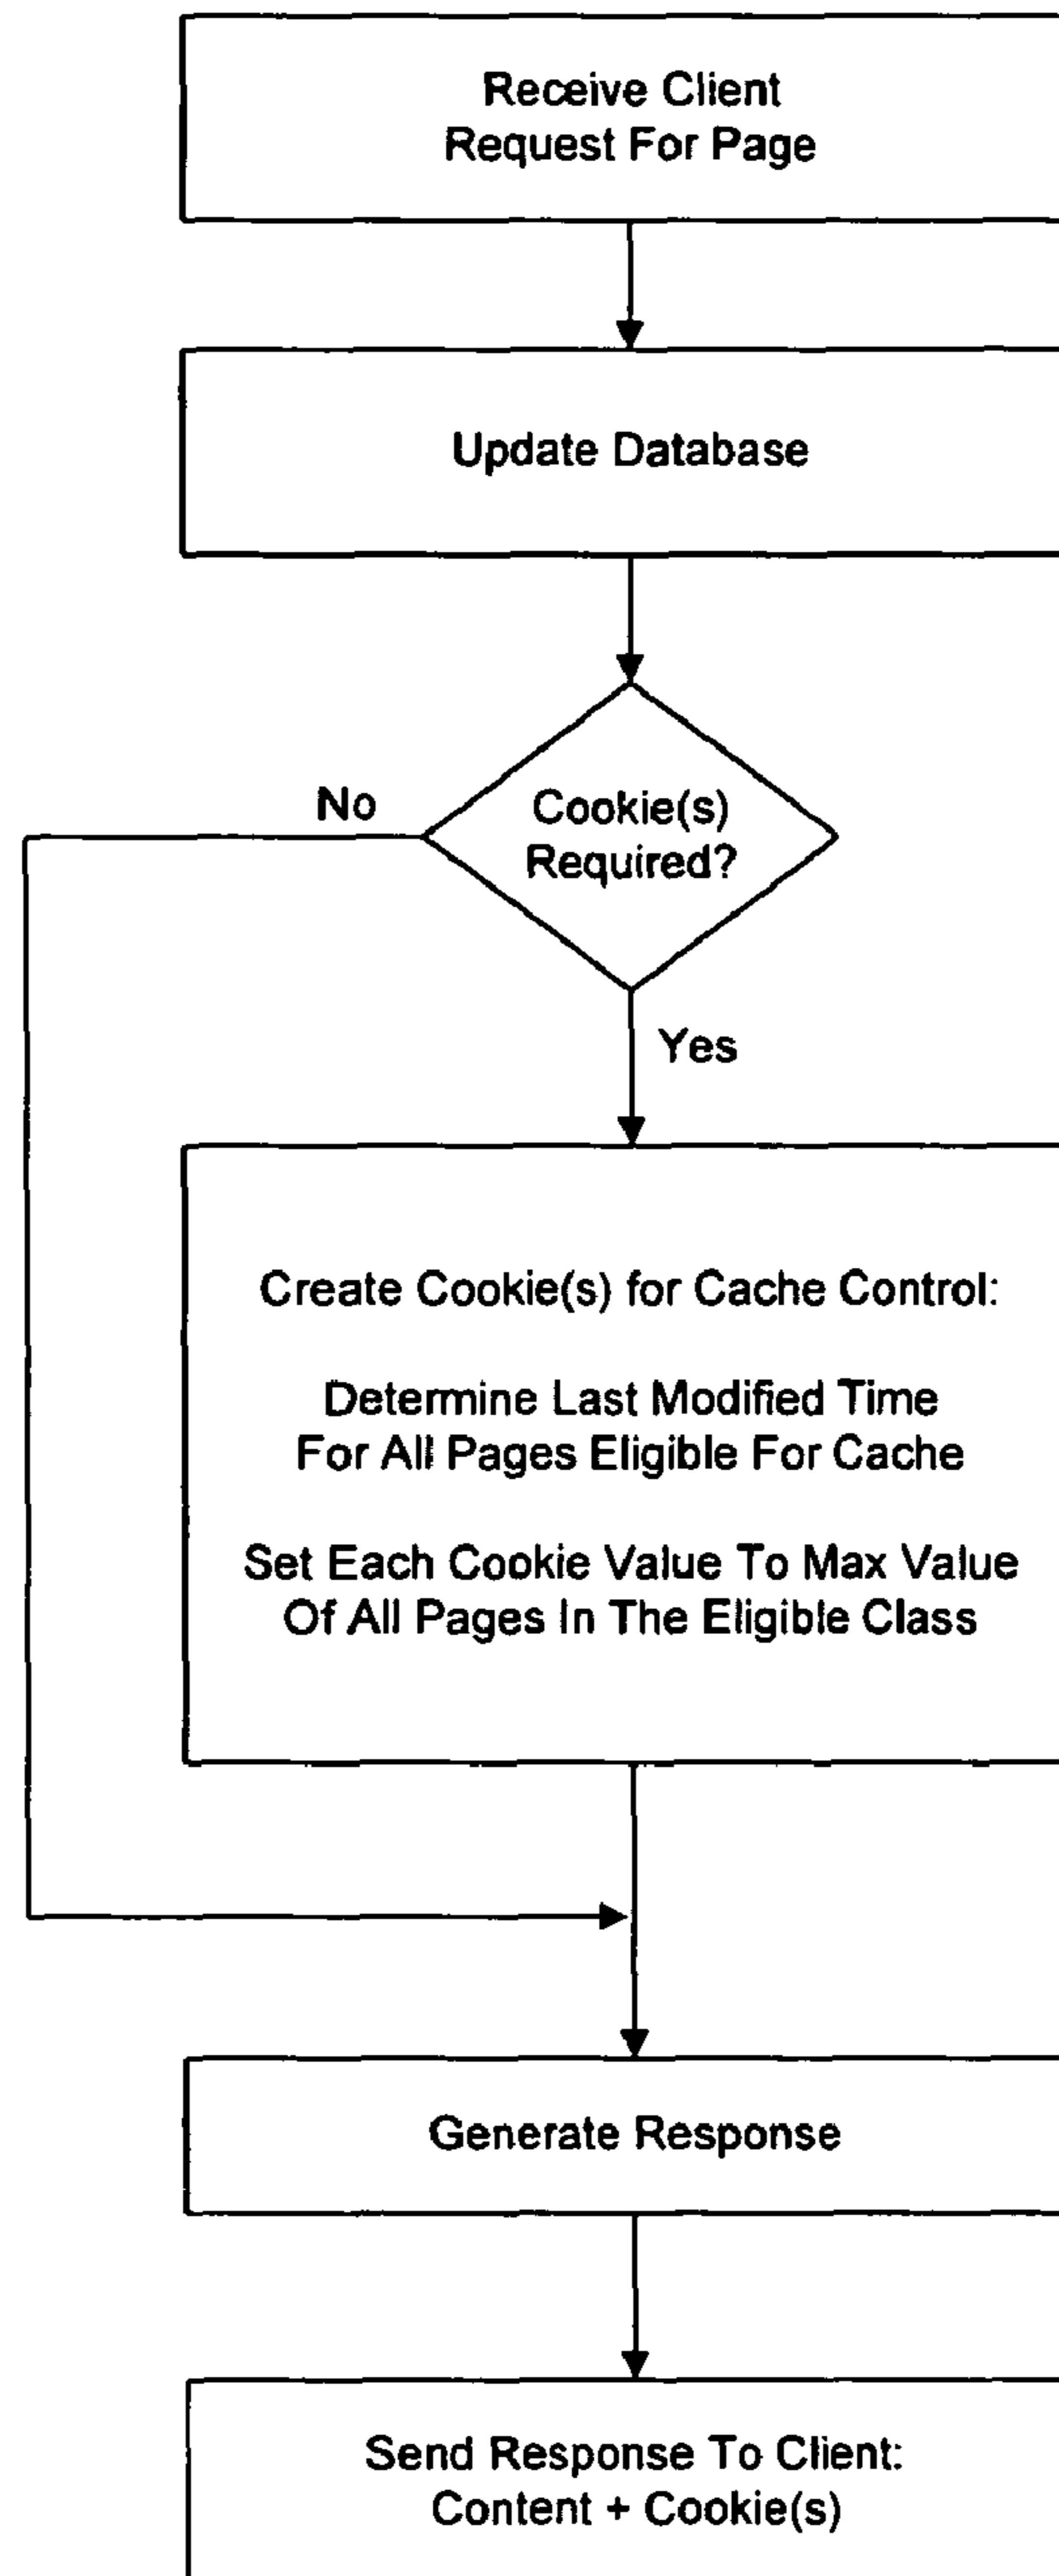 Receive Client
Request For Page
Update Database
No
Cookie(s)
Required?
Yes
Create Cookie(s) for Cache Control:
Determine Last Modified Time
For All Pages Eligible For Cache
Set Each Cookie Value To Max Value
Of All Pages In The Eligible Class
Generate Response
Send Response To Client:
Content + Cookie(s)